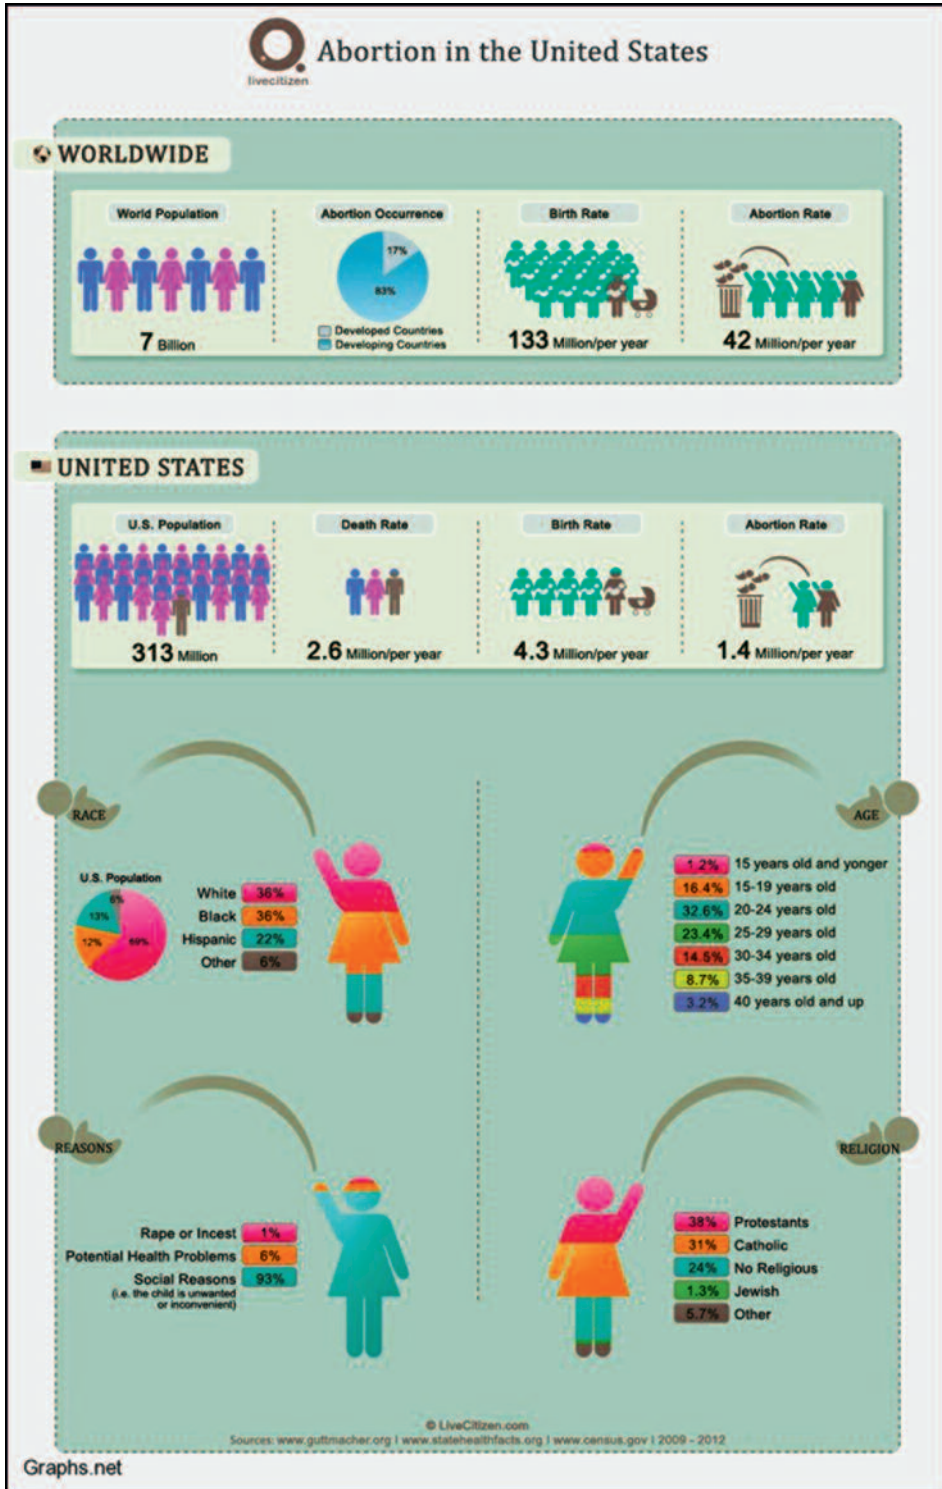 livecitizen
Abortion in the United States
WORLDWIDE
World Population
7 Billion
Abortion Occurrence
17%
83%
Developed Countries
Developing Countries
Birth Rate
133 Million/per year
Abortion Rate
42 Million/per year
UNITED STATES
U.S. Population
313 Million
Death Rate
2.6 Million/per year
Birth Rate
4.3 Million/per year
Abortion Rate
1.4 Million/per year
RACE
U.S. Population
6%
13%
12%
69%
White 36%
Black 36%
Hispanic 22%
Other 6%
AGE
1.2% 15 years old and yonger
16.4% 15-19 years old
32.6% 20-24 years old
23.4% 25-29 years old
14.5% 30-34 years old
8.7% 35-39 years old
3.2% 40 years old and up
REASONS
Rape or Incest 1%
Potential Health Problems 6%
Social Reasons 93%
(i.e. the child is unwanted
or inconvenient)
RELIGION
38% Protestants
31% Catholic
24% No Religious
1.3% Jewish
5.7% Other
© LiveCitizen.com
Sources: www.guttmacher.org | www.statehealthfacts.org | www.census.gov | 2009 - 2012
Graphs.net